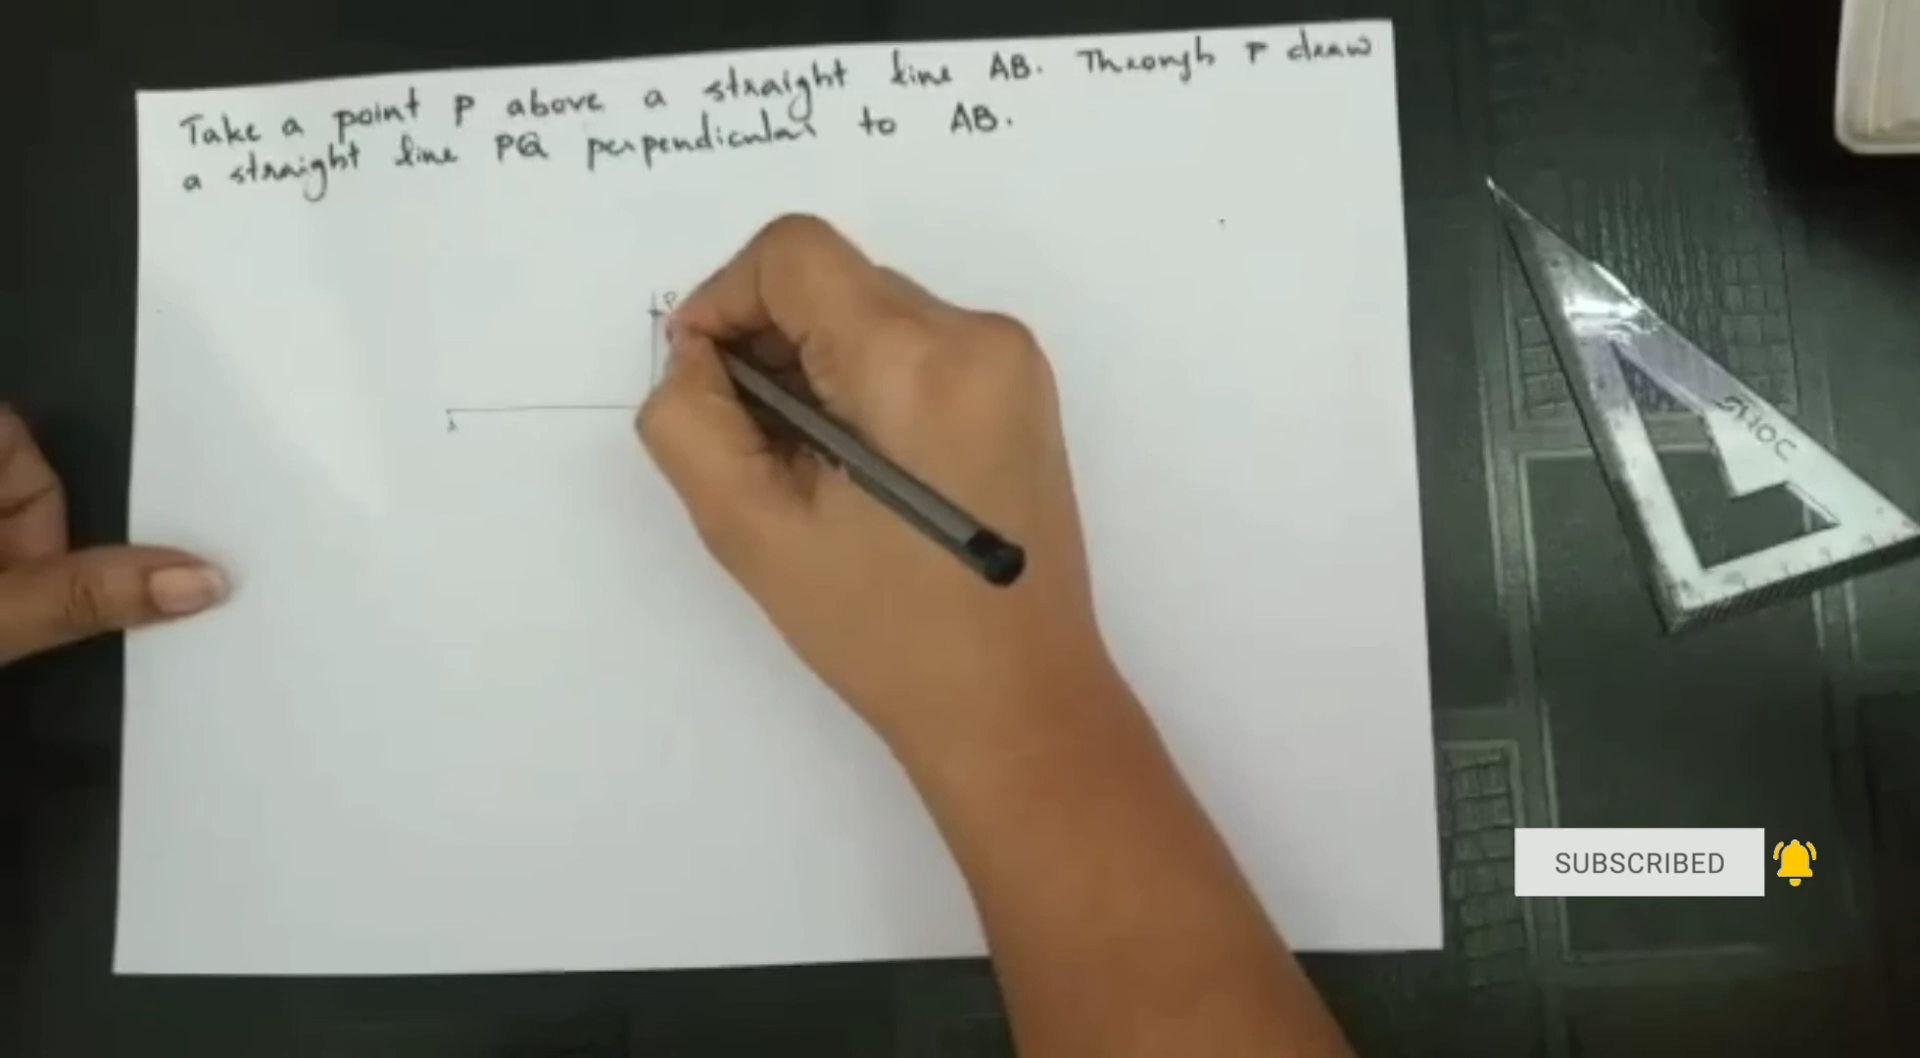 Take a point P above a straight line AB. Through P draw
a straight line PQ perpendicular to AB.
P
A
SUBSCRIBED